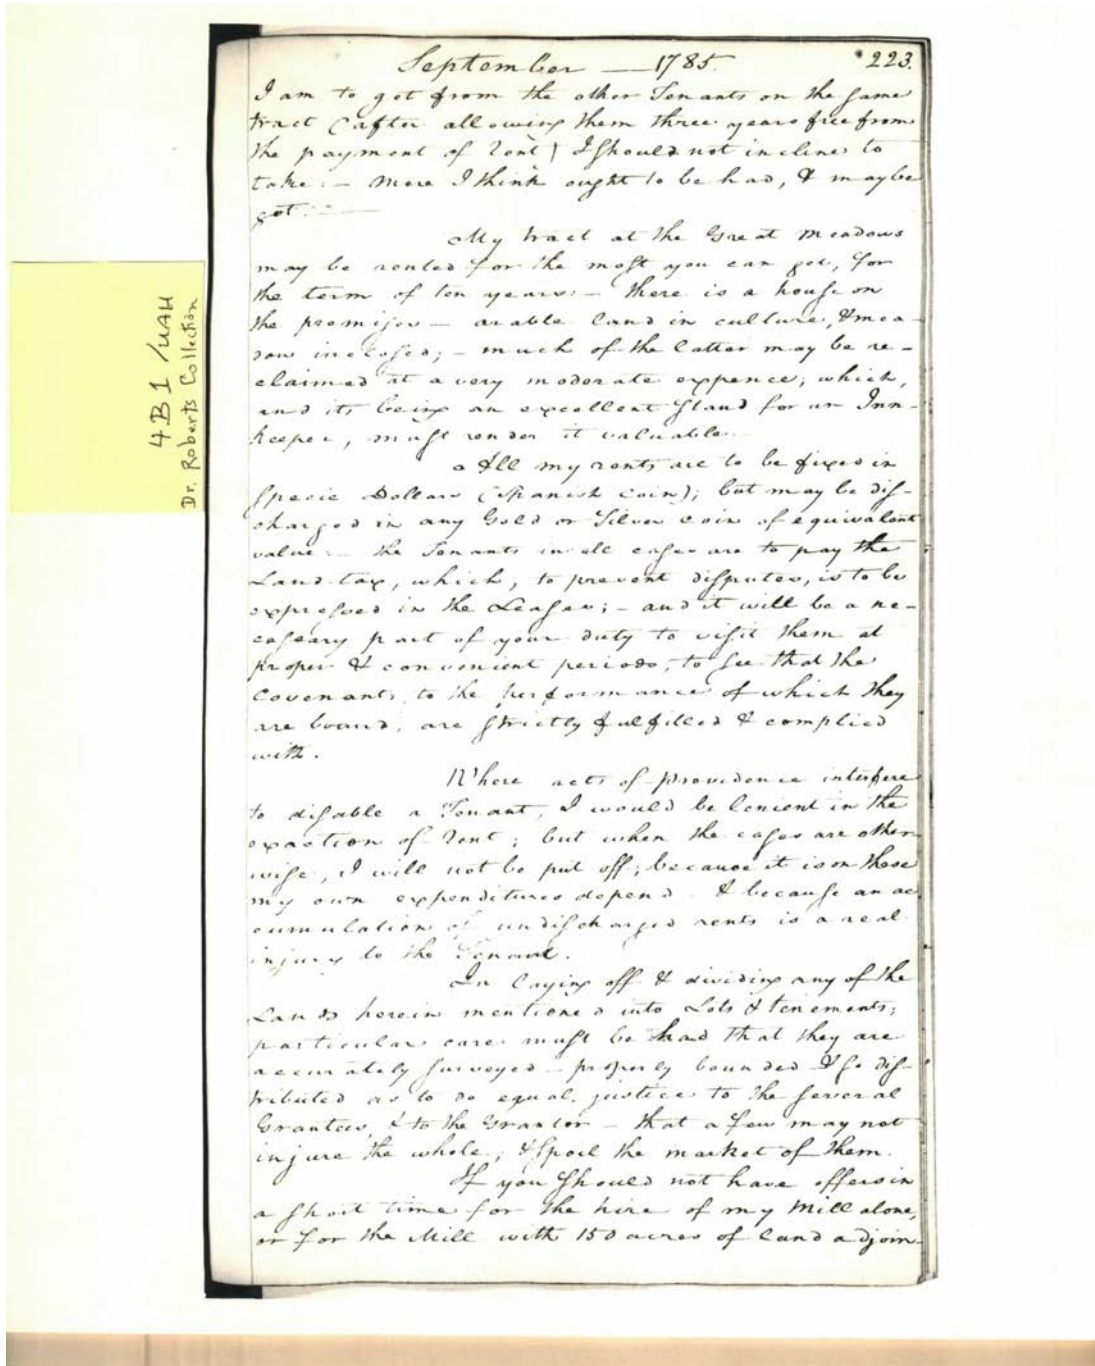 September — 1785.
223.
I am to get from the other Tenants on the same
tract (after allowing them three years free from
the payment of rent) I should not incline to
take: — more I think ought to be had, & may be
got. —
My tract at the Great Meadows
may be rented for the most you can get, for
the term of ten years: — there is a house on
the premises — arable land in culture, & mea-
dow inclosed; — much of the latter may be re-
claimed at a very moderate expence; which,
and its being an excellent stand for an Inn-
keeper, must render it valuable. —
All my rents are to be fixed in
specie Dollars (Spanish coin); but may be dis-
charged in any Gold or Silver coin of equivalent
value: — the Tenants in all cases are to pay the
Land tax, which, to prevent disputes, is to be
expressed in the Leases; — and it will be a ne-
cessary part of your duty to visit them at
proper & convenient periods, to see that the
Covenants, to the performance of which they
are bound, are strictly fulfilled & complied
with.
Where acts of providence interfere
to disable a Tenant, I would be lenient in the
exaction of rent; but when the cases are other
wise, I will not be put off; because it is on these
my own expenditures depend & because an ac
cumulation of undischarged rents is a real
injury to the Tenant.
In laying off & dividing any of the
Lands herein mentioned into Lots & tenements;
particular care must be had that they are
accurately surveyed — properly bounded & so dis-
tributed as to do equal justice to the several
Grantees, & to the Grantor — that a few may not
injure the whole, & spoil the market of them.
If you should not have offers in
a short time for the hire of my Mill alone,
or for the Mill with 150 acres of land adjoin-
4B1/UAH
Dr. Roberts Collection